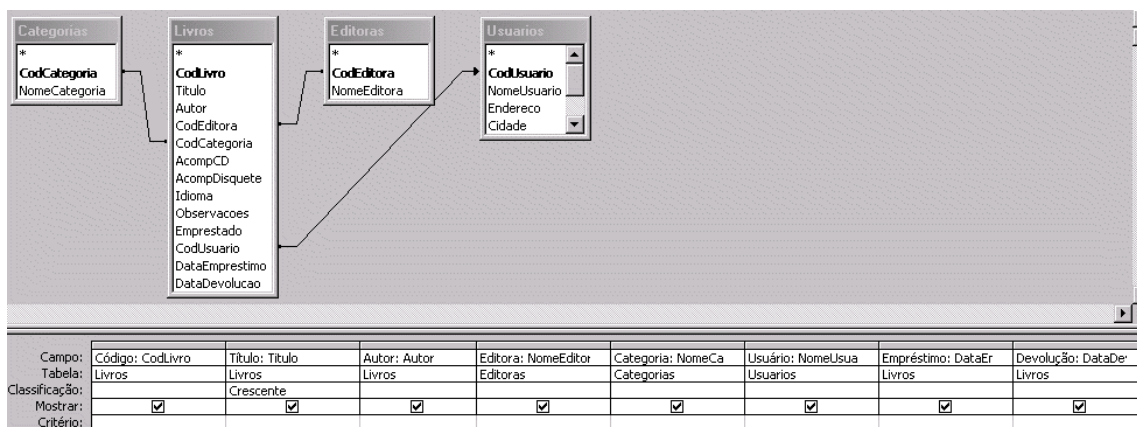 Categorias
*
CodCategoria
NomeCategoria
Livros
*
CodLivro
Titulo
Autor
CodEditora
CodCategoria
AcompCD
AcompDisquete
Idioma
Observacoes
Emprestado
CodUsuario
DataEmprestimo
DataDevolucao
Editoras
*
CodEditora
NomeEditora
Usuarios
*
CodUsuario
NomeUsuario
Endereco
Cidade
Campo: Código: CodLivro Título: Titulo Autor: Autor Editora: NomeEditor Categoria: NomeCa Usuário: NomeUsua Empréstimo: DataEr Devolução: DataDe
Tabela: Livros Livros Livros Editoras Categorias Usuarios Livros Livros
Classificação: Crescente
Mostrar:
Critério: